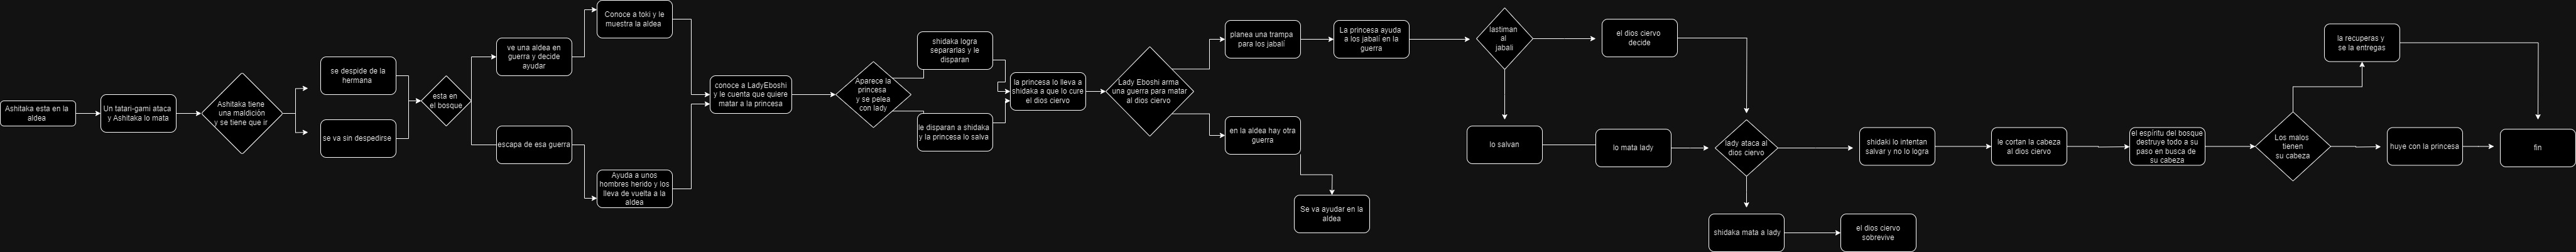 Ashitaka esta en la
aldea
Un tatari-gami ataca
y Ashitaka lo mata
Ashitaka tiene
una maldición
y se tiene que ir
se despide de la
hermana
se va sin despedirse
esta en
el bosque
ve una aldea en
guerra y decide
ayudar
escapa de esa guerra
Conoce a toki y le
muestra la aldea
Ayuda a unos
hombres herido y los
lleva de vuelta a la
aldea
conoce a LadyEboshi
y le cuenta que quiere
matar a la princesa
Aparece la
princesa
y se pelea
con lady
shidaka logra
separarlas y le
disparan
le disparan a shidaka
y la princesa lo salva
la princesa lo lleva a
shidaka a que lo cure
el dios ciervo
Lady Eboshi arma
una guerra para matar
al dios ciervo
planea una trampa
para los jabalí
La princesa ayuda
a los jabalí en la
guerra
en la aldea hay otra
guerra
Se va ayudar en la
aldea
lastiman
al
jabali
el dios ciervo
decide
lo salvan
lo mata lady
lady ataca al
dios ciervo
shidaka mata a lady
el dios ciervo
sobrevive
shidaki lo intentan
salvar y no lo logra
le cortan la cabeza
al dios ciervo
el espíritu del bosque
destruye todo a su
paso en busca de
su cabeza
Los malos
tienen
su cabeza
la recuperas y
se la entregas
huye con la princesa
fin